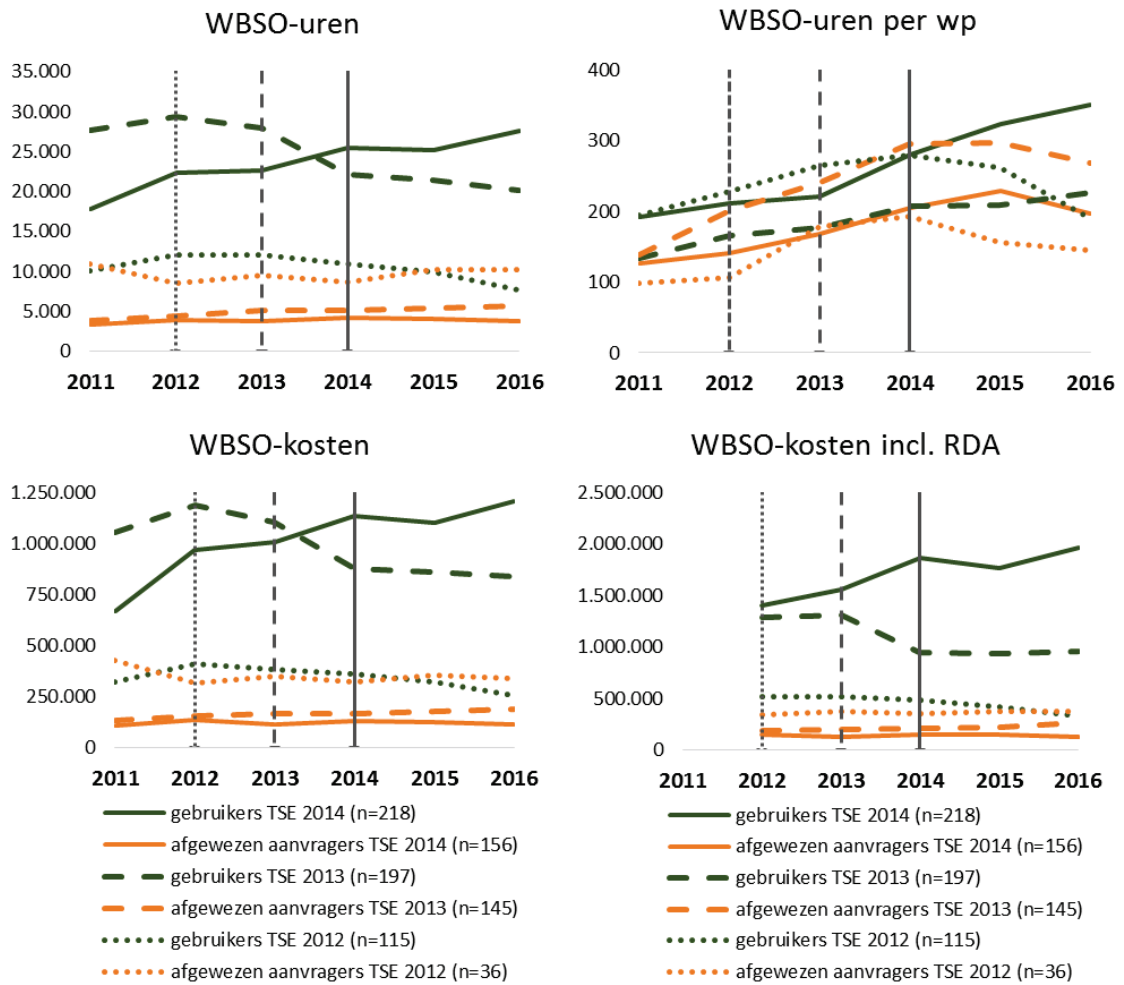 WBSO-uren
35.000
30.000
25.000
20.000
15.000
10.000
5.000
0
2011 2012 2013 2014 2015 2016
WBSO-uren per wp
400
300
200
100
0
2011 2012 2013 2014 2015 2016
WBSO-kosten
1.250.000
1.000.000
750.000
500.000
250.000
0
2011 2012 2013 2014 2015 2016
gebruikers TSE 2014 (n=218)
afgewezen aanvragers TSE 2014 (n=156)
gebruikers TSE 2013 (n=197)
afgewezen aanvragers TSE 2013 (n=145)
gebruikers TSE 2012 (n=115)
afgewezen aanvragers TSE 2012 (n=36)
WBSO-kosten incl. RDA
2.500.000
2.000.000
1.500.000
1.000.000
500.000
0
2011 2012 2013 2014 2015 2016
gebruikers TSE 2014 (n=218)
afgewezen aanvragers TSE 2014 (n=156)
gebruikers TSE 2013 (n=197)
afgewezen aanvragers TSE 2013 (n=145)
gebruikers TSE 2012 (n=115)
afgewezen aanvragers TSE 2012 (n=36)